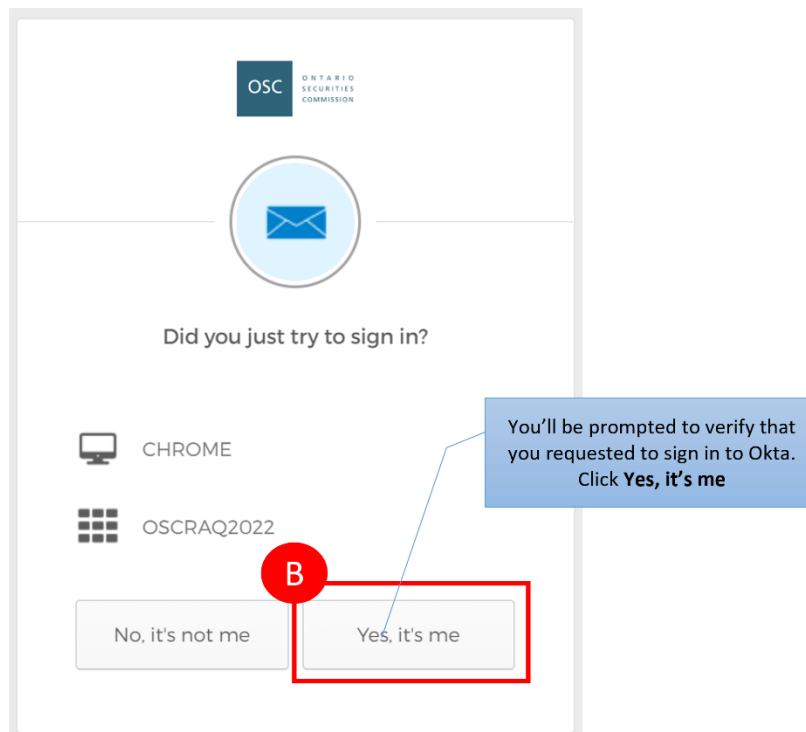 OSC
ONTARIO
SECURITIES
COMMISSION
Did you just try to sign in?
CHROME
You'll be prompted to verify that
you requested to sign in to Okta.
Click Yes, it's me
OSCRAQ2022
B
No, it's not me
Yes, it's me